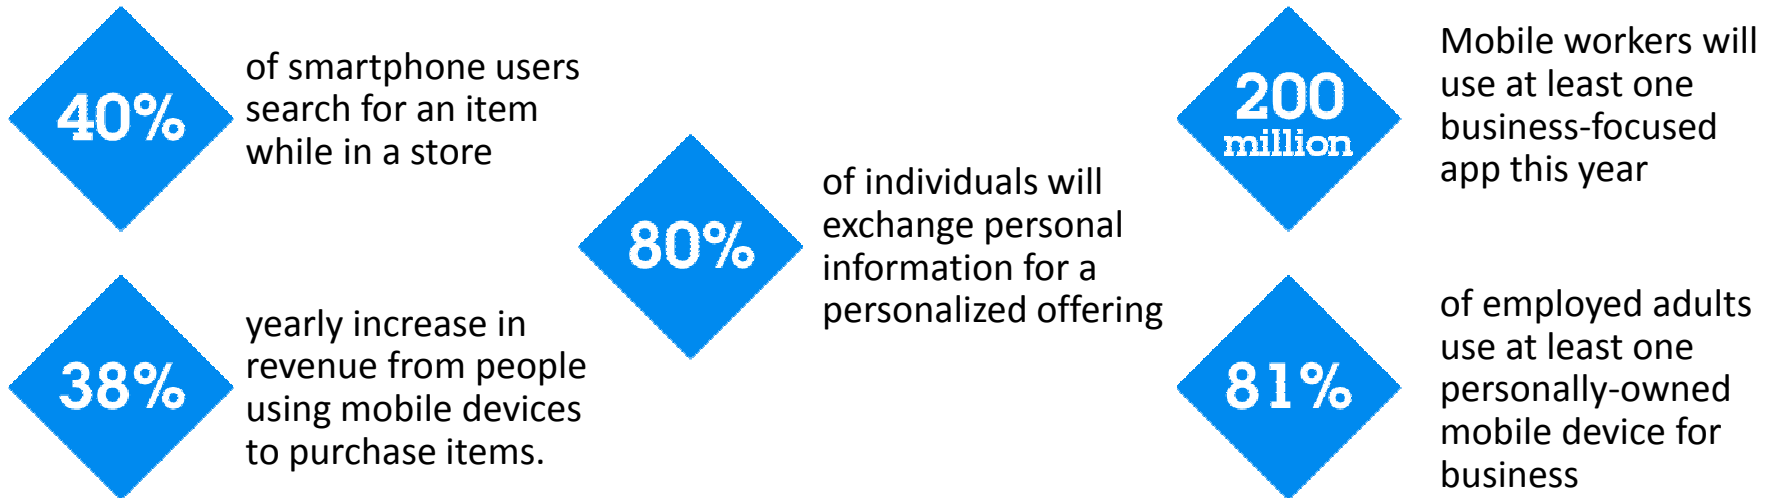 40%
of smartphone users
search for an item
while in a store
38%
yearly increase in
revenue from people
using mobile devices
to purchase items.
80%
of individuals will
exchange personal
information for a
personalized offering
200
million
Mobile workers will
use at least one
business-focused
app this year
81%
of employed adults
use at least one
personally-owned
mobile device for
business